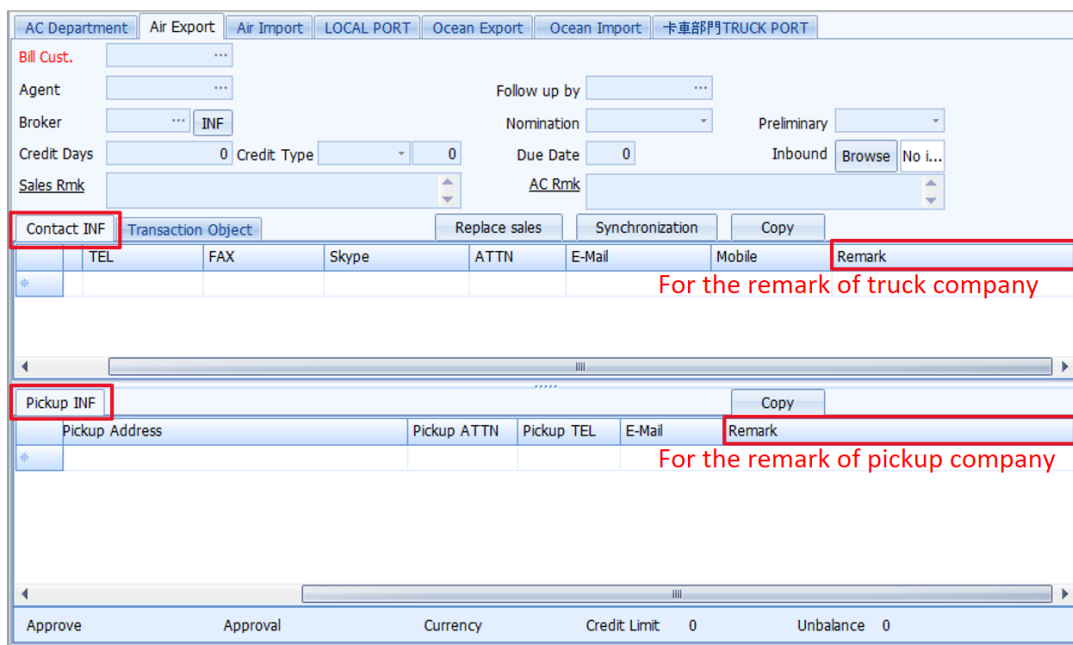 AC Department Air Export Air Import LOCAL PORT Ocean Export Ocean Import 卡車部門TRUCK PORT
Bill Cust. ...
Agent ... Follow up by ...
Broker ... INF Nomination Preliminary
Credit Days 0 Credit Type 0 Due Date 0 Inbound Browse No i...
Sales Rmk AC Rmk
Contact INF Transaction Object Replace sales Synchronization Copy
TEL FAX Skype ATTN E-Mail Mobile Remark
For the remark of truck company
Pickup INF Copy
Pickup Address Pickup ATTN Pickup TEL E-Mail Remark
For the remark of pickup company
Approve Approval Currency Credit Limit 0 Unbalance 0